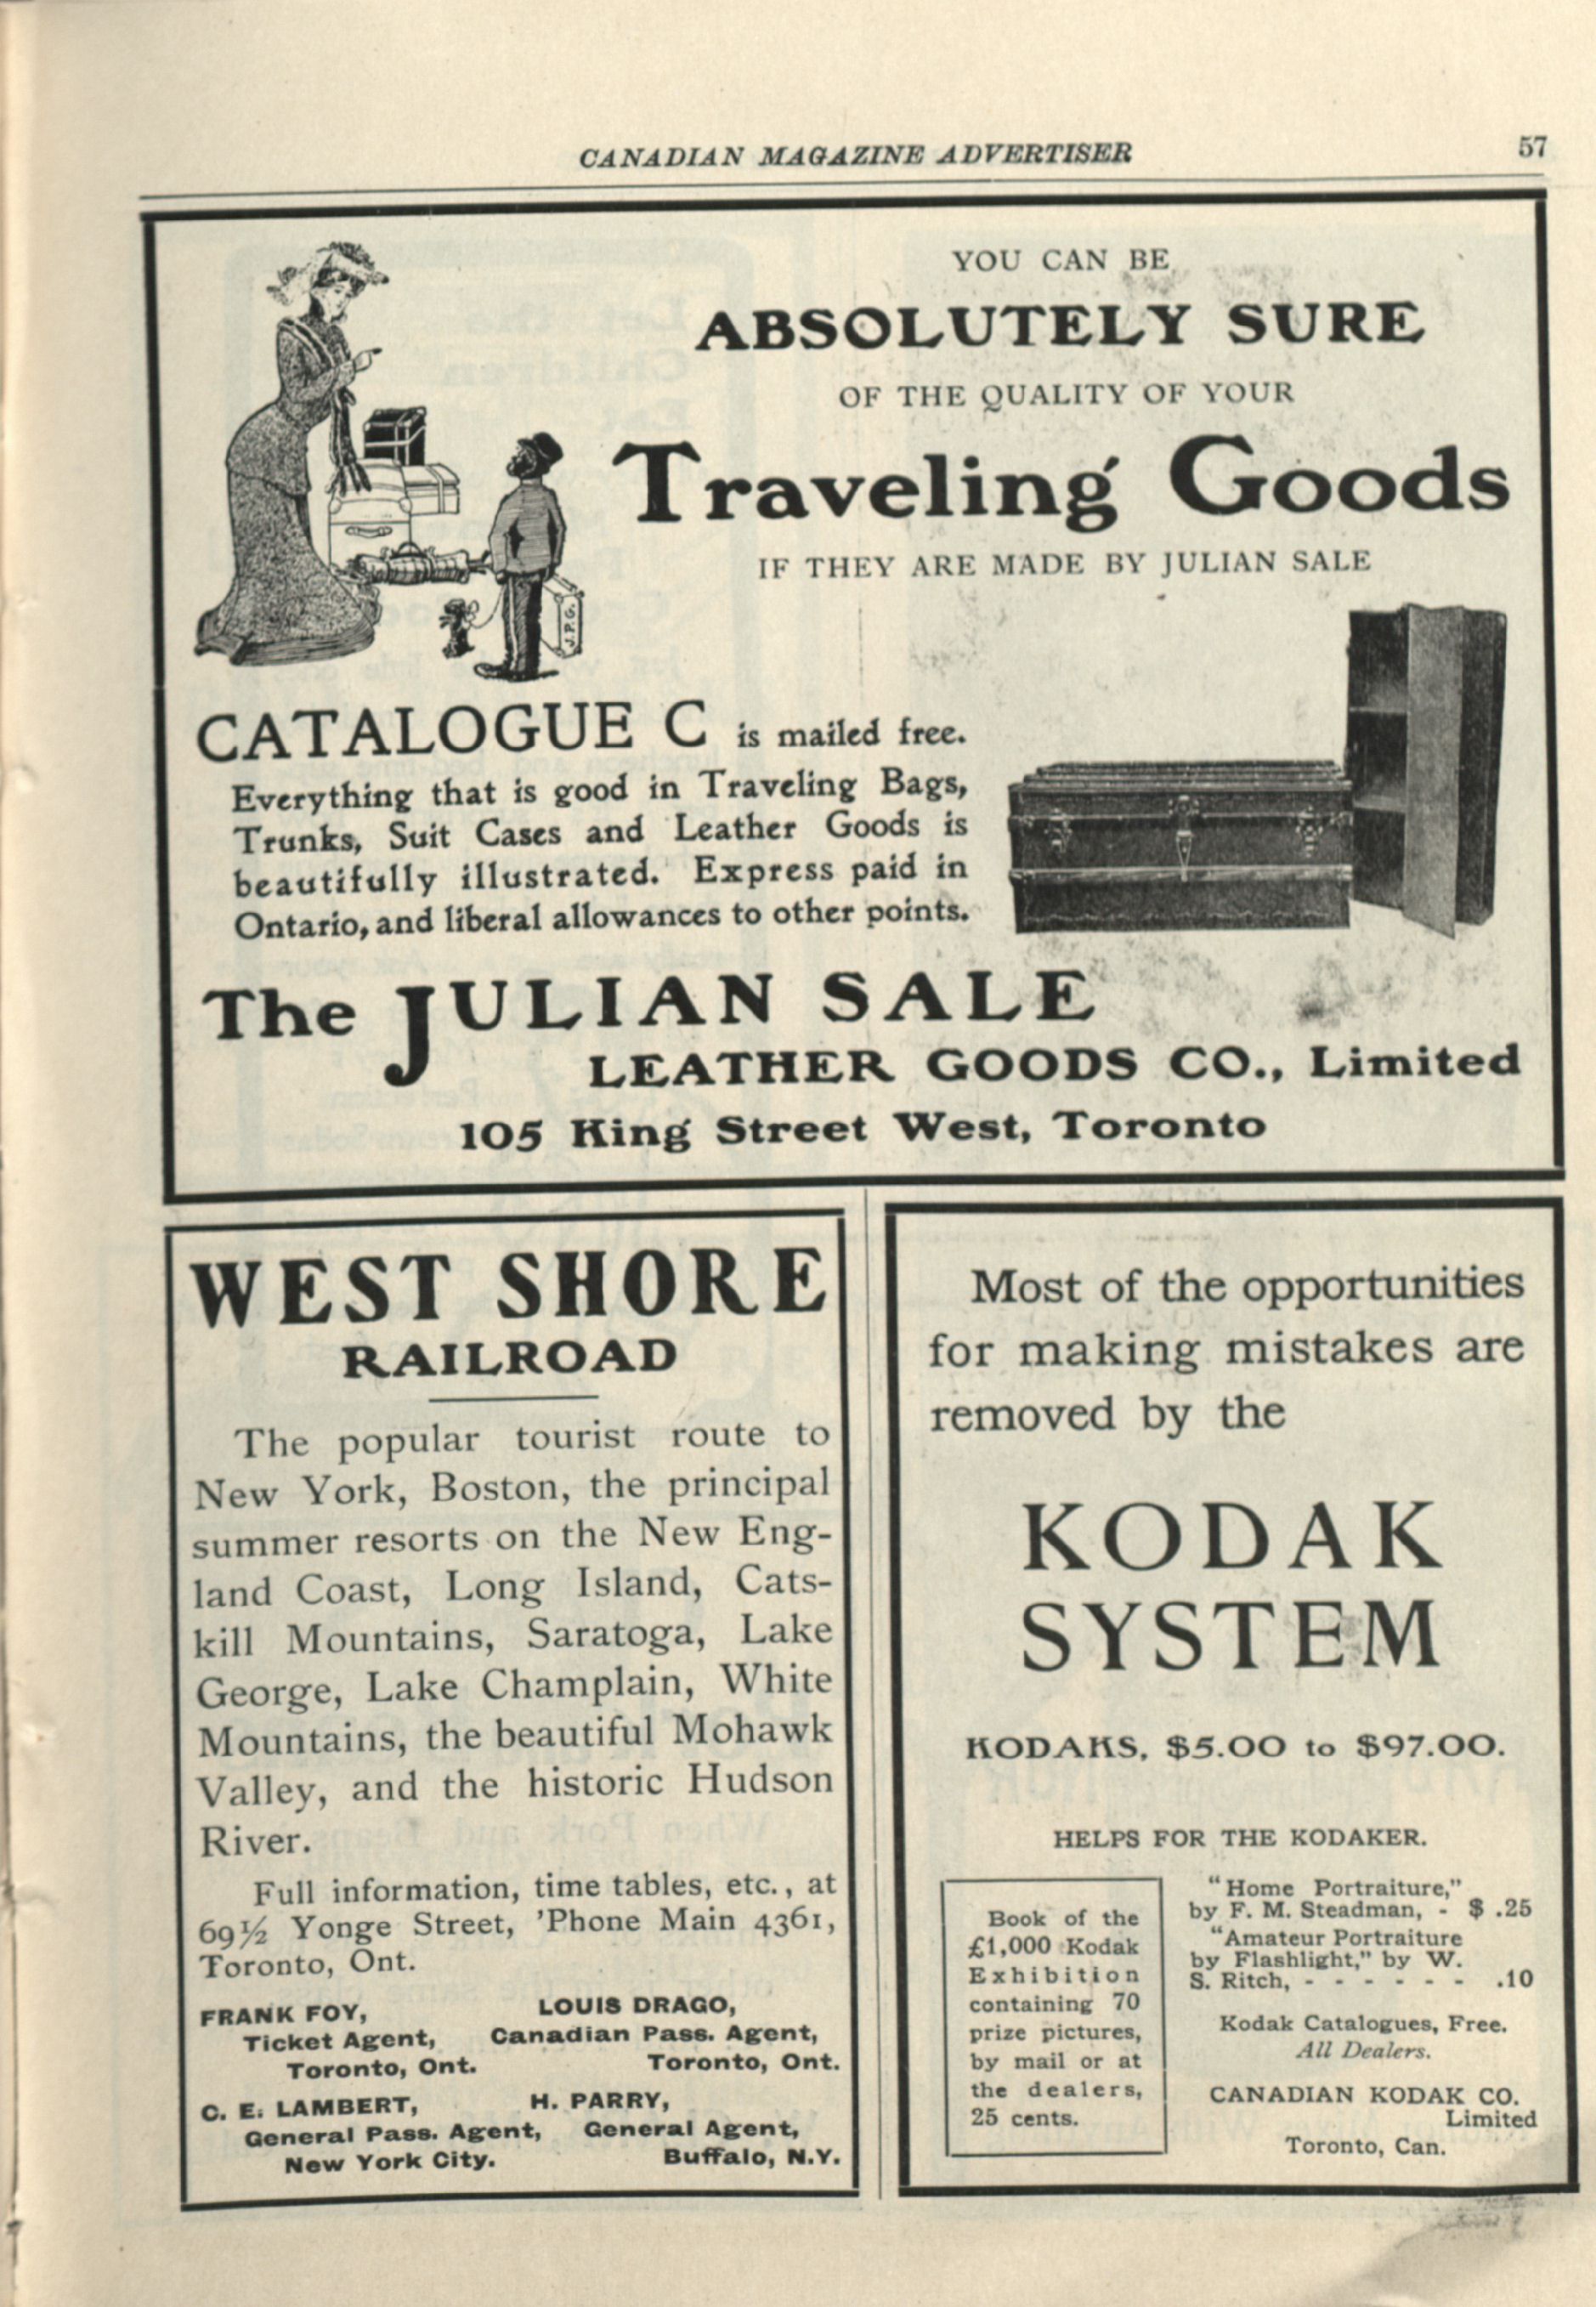 CANADIAN MAGAZINE ADVERTISER
57
YOU CAN BE
ABSOLUTELY SURE
OF THE QUALITY OF YOUR
Traveling Goods
IF THEY ARE MADE BY JULIAN SALE
J.P.G.
CATALOGUE C is mailed free.
Everything that is good in Traveling Bags,
Trunks, Suit Cases and Leather Goods is
beautifully illustrated. Express paid in
Ontario, and liberal allowances to other points.
The JULIAN SALE
LEATHER GOODS CO., Limited
105 King Street West, Toronto
WEST SHORE
RAILROAD
The popular tourist route to
New York, Boston, the principal
summer resorts on the New Eng-
land Coast, Long Island, Cats-
kill Mountains, Saratoga, Lake
George, Lake Champlain, White
Mountains, the beautiful Mohawk
Valley, and the historic Hudson
River.
Full information, time tables, etc., at
69½ Yonge Street, 'Phone Main 4361,
Toronto, Ont.
FRANK FOY,
Ticket Agent,
Toronto, Ont.
LOUIS DRAGO,
Canadian Pass. Agent,
Toronto, Ont.
C. E. LAMBERT,
General Pass. Agent,
New York City.
H. PARRY,
General Agent,
Buffalo, N.Y.
Most of the opportunities
for making mistakes are
removed by the
KODAK
SYSTEM
KODAKS, $5.00 to $97.00.
HELPS FOR THE KODAKER.
Book of the
£1,000 Kodak
Exhibition
containing 70
prize pictures,
by mail or at
the dealers,
25 cents.
"Home Portraiture,"
by F. M. Steadman, - $ .25
"Amateur Portraiture
by Flashlight," by W.
S. Ritch, - - - - - - .10
Kodak Catalogues, Free.
All Dealers.
CANADIAN KODAK CO.
Limited
Toronto, Can.